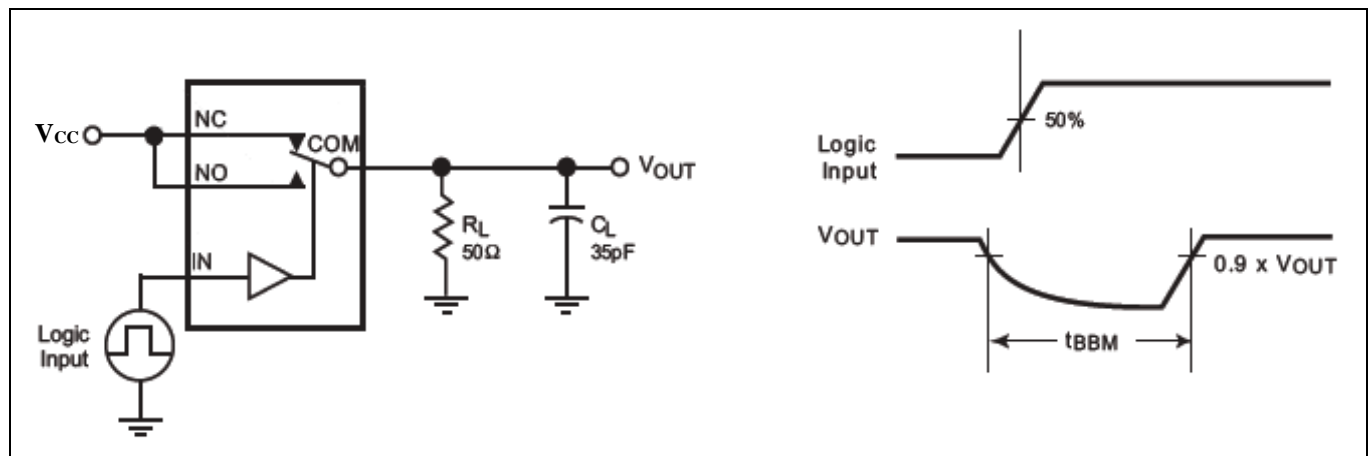 VCC
NC
COM
NO
IN
Logic
Input
RL
50Ω
CL
35pF
VOUT
Logic
Input
50%
VOUT
0.9 x VOUT
tBBM